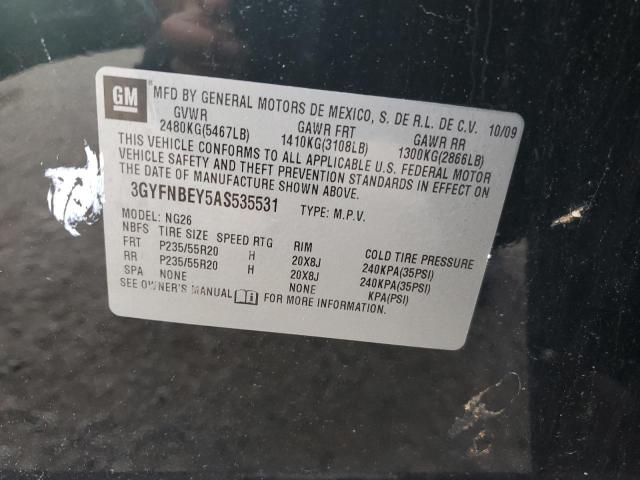 GM ® MFD BY GENERAL MOTORS DE MEXICO, S. DE R.L. DE C.V. 10/09
GVWR GAWR FRT GAWR RR
2480KG(5467LB) 1410KG(3108LB) 1300KG(2866LB)
THIS VEHICLE CONFORMS TO ALL APPLICABLE U.S. FEDERAL MOTOR
VEHICLE SAFETY AND THEFT PREVENTION STANDARDS IN EFFECT ON
THE DATE OF MANUFACTURE SHOWN ABOVE.
3GYFNBEY5AS535531 TYPE: M.P.V.
MODEL: NG26
NBFS TIRE SIZE SPEED RTG RIM COLD TIRE PRESSURE
FRT P235/55R20 H 20X8J 240KPA(35PSI)
RR P235/55R20 H 20X8J 240KPA(35PSI)
SPA NONE NONE KPA(PSI)
SEE OWNER'S MANUAL FOR MORE INFORMATION.